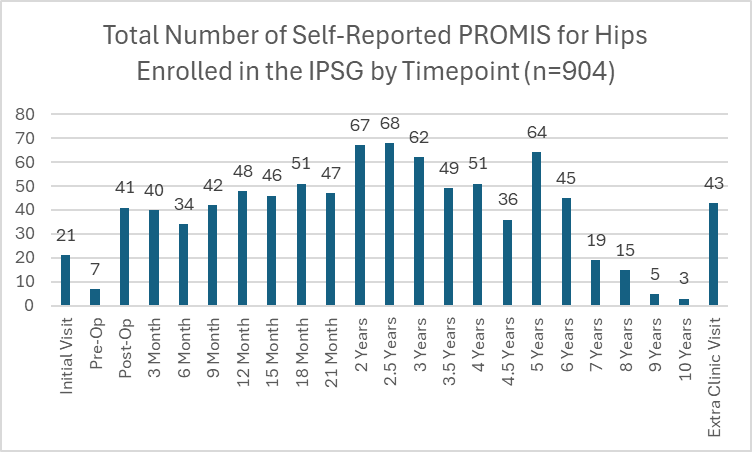 Total Number of Self-Reported PROMIS for Hips
Enrolled in the IPSG by Timepoint (n=904)
80
70
60
50
40
30
20
10
0
21
7
41
40
34
42
48
46
51
47
67
68
62
49
51
36
64
45
19
15
5
3
43
Initial Visit
Pre-Op
Post-Op
3 Month
6 Month
9 Month
12 Month
15 Month
18 Month
21 Month
2 Years
2.5 Years
3 Years
3.5 Years
4 Years
4.5 Years
5 Years
6 Years
7 Years
8 Years
9 Years
10 Years
Extra Clinic Visit